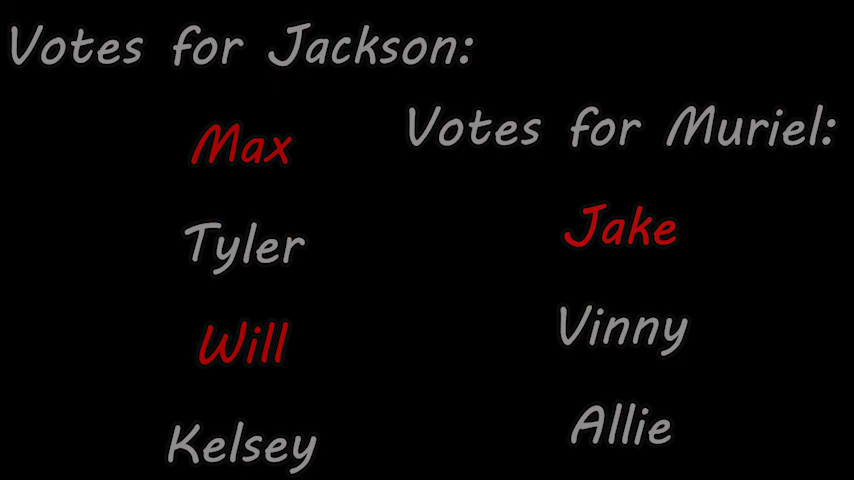 Votes for Jackson:
Max
Tyler
Will
Kelsey
Votes for Muriel:
Jake
Vinny
Allie